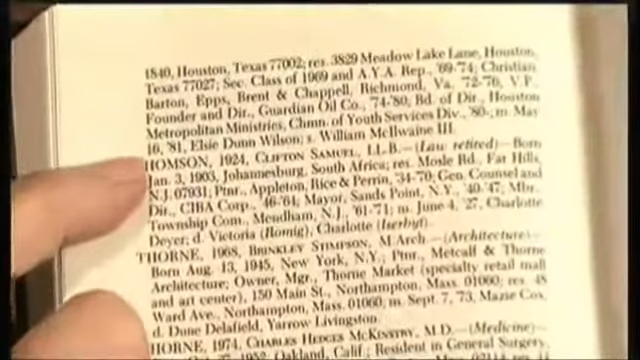 1840, Houston, Texas 77002; res. 3829 Meadow Lake Lane, Houston,
Texas 77027; Sec. Class of 1969 and A.Y.A. Rep., '69-'74; Christian
Barton, Epps, Brent & Chappell, Richmond, Va. '72-'76, V.P.,
Founder and Dir., Guardian Oil Co., '74-'80, Bd. of Dir., Houston
Metropolitan Ministries, Chmn. of Youth Services Div., '80-; m. May
16, '81, Elsie Dunn Wilson; s. William McIlwaine III.
HOMSON, 1924, CLIFTON SAMUEL, LL.B.—(Law retired)—Born
Jan. 3, 1903, Johannesburg, South Africa; res. Mosle Rd., Far Hills,
N.J. 07931; Ptnr., Appleton, Rice & Perrin, '34-'70, Gen. Counsel and
Dir., CIBA Corp., '46-'64; Mayor, Sands Point, N.Y., '40-'47; Mbr.,
Township Com., Mendham, N.J., '61-'71; m. June 4, '27, Charlotte
Deyer; d. Victoria (Romig), Charlotte
THORNE, 1968, BRINKLEY STIMPSON, M.Arch.—(Architecture)—
Born Aug. 13, 1945, New York, N.Y.; Ptnr., Metcalf & Thorne
Architecture; Owner, Mgr., Thorne Market (specialty retail mall
and art center), 150 Main St., Northampton, Mass. 01060; res. 48
Ward Ave., Northampton, Mass. 01060; m. Sept. 7, '73, Mazie Cox,
d. Dune Delafield, Yarrow Livingston.
HORNE, 1974, CHARLES HEDGES MCKINSTRY, M.D.—(Medicine)—
27, 1952, Oakland, Calif.; Resident in General Surgery,